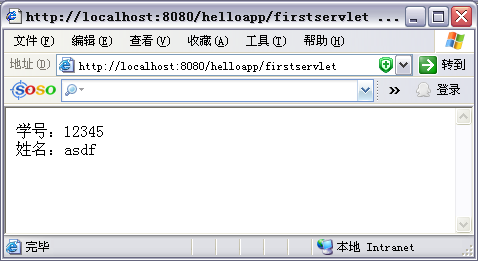 http://localhost:8080/helloapp/firstservlet ...
文件(F) 编辑(E) 查看(V) 收藏(A) 工具(T) 帮助(H)
地址(D) http://localhost:8080/helloapp/firstservlet 转到
SOSO » 登录
学号：12345
姓名：asdf
完毕 本地 Intranet